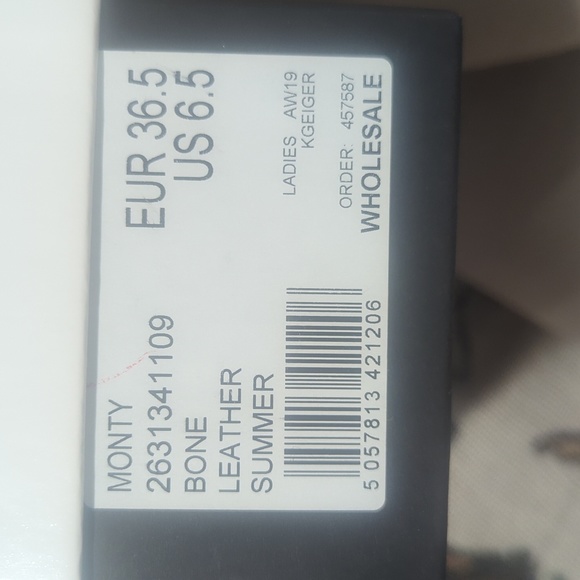 MONTY
2631341109
BONE
LEATHER
SUMMER
5 057813 421206
EUR 36.5
US 6.5
LADIES AW19
KGEIGER
ORDER: 457587
WHOLESALE